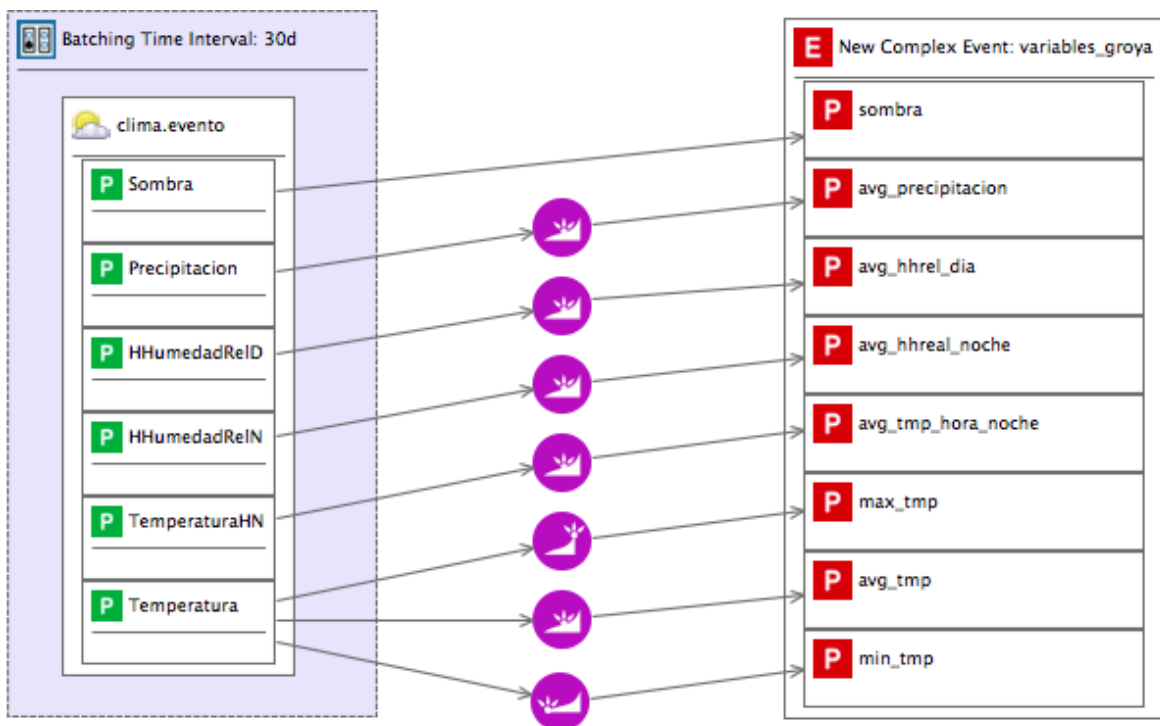 Batching Time Interval: 30d
clima.evento
P Sombra
P Precipitacion
P HHumedadRelD
P HHumedadRelN
P TemperaturaHN
P Temperatura
E New Complex Event: variables_groya
P sombra
P avg_precipitacion
P avg_hhrel_dia
P avg_hhreal_noche
P avg_tmp_hora_noche
P max_tmp
P avg_tmp
P min_tmp